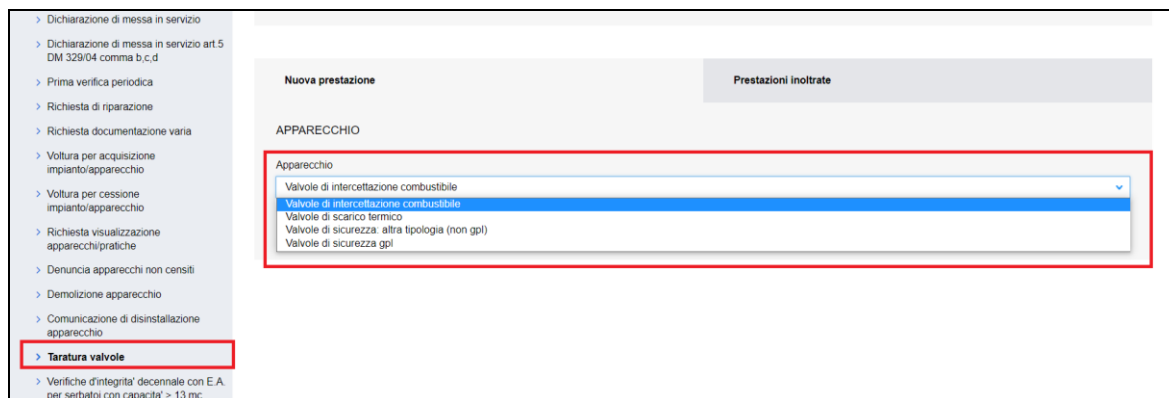 Dichiarazione di messa in servizio
Dichiarazione di messa in servizio art.5
DM 329/04 comma b,c,d
Prima verifica periodica
Richiesta di riparazione
Richiesta documentazione varia
Voltura per acquisizione
impianto/apparecchio
Voltura per cessione
impianto/apparecchio
Richiesta visualizzazione
apparecchi/pratiche
Denuncia apparecchi non censiti
Demolizione apparecchio
Comunicazione di disinstallazione
apparecchio
Taratura valvole
Verifiche d'integrita' decennale con E.A.
per serbatoi con capacita' > 13 mc
Nuova prestazione
Prestazioni inoltrate
APPARECCHIO
Apparecchio
Valvole di intercettazione combustibile
Valvole di intercettazione combustibile
Valvole di scarico termico
Valvole di sicurezza: altra tipologia (non gpl)
Valvole di sicurezza gpl